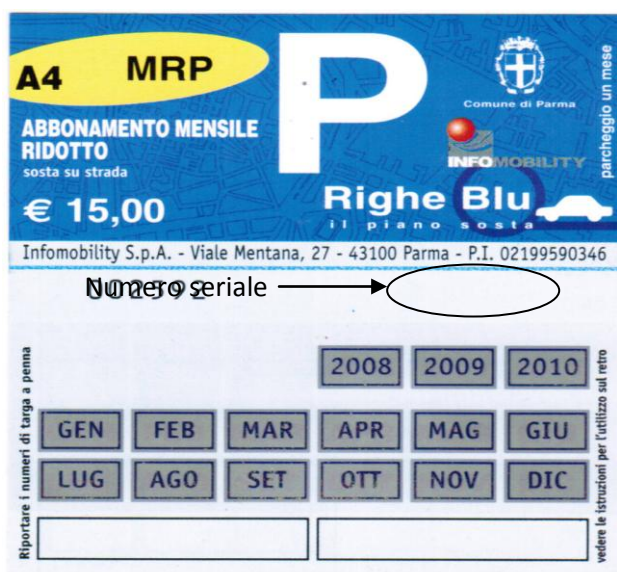 A4 MRP
P
Comune di Parma
parcheggio un mese
ABBONAMENTO MENSILE
RIDOTTO
sosta su strada
INFOMOBILITY
€ 15,00
Righe Blu
il piano sosta
Infomobility S.p.A. - Viale Mentana, 27 - 43100 Parma - P.I. 02199590346
Numero seriale
002592
Riportare i numeri di targa a penna
2008 2009 2010
GEN FEB MAR APR MAG GIU
LUG AGO SET OTT NOV DIC
vedere le istruzioni per l'utilizzo sul retro